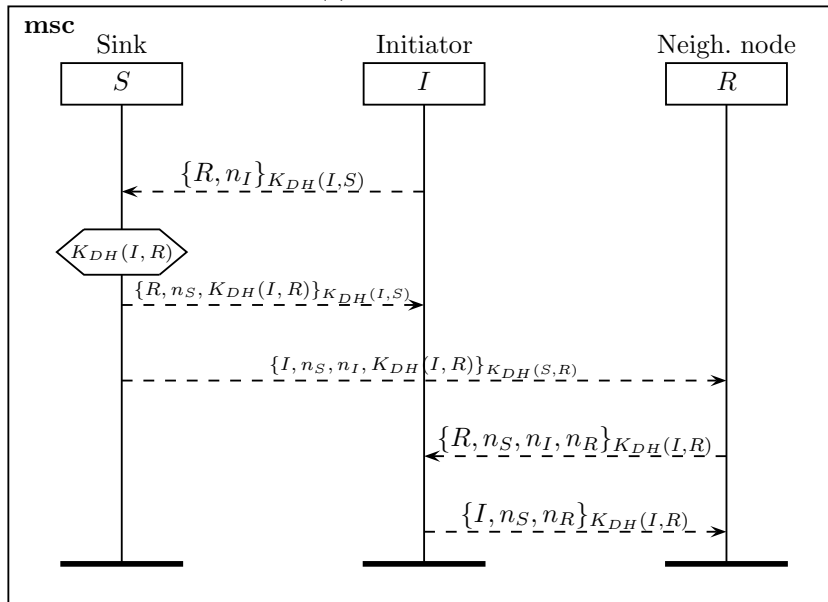 msc
Sink Initiator Neigh. node
S I R
{R, n_I}_{K_{DH}(I,S)}
K_{DH}(I, R)
{R, n_S, K_{DH}(I, R)}_{K_{DH}(I,S)}
{I, n_S, n_I, K_{DH}(I, R)}_{K_{DH}(S,R)}
{R, n_S, n_I, n_R}_{K_{DH}(I,R)}
{I, n_S, n_R}_{K_{DH}(I,R)}